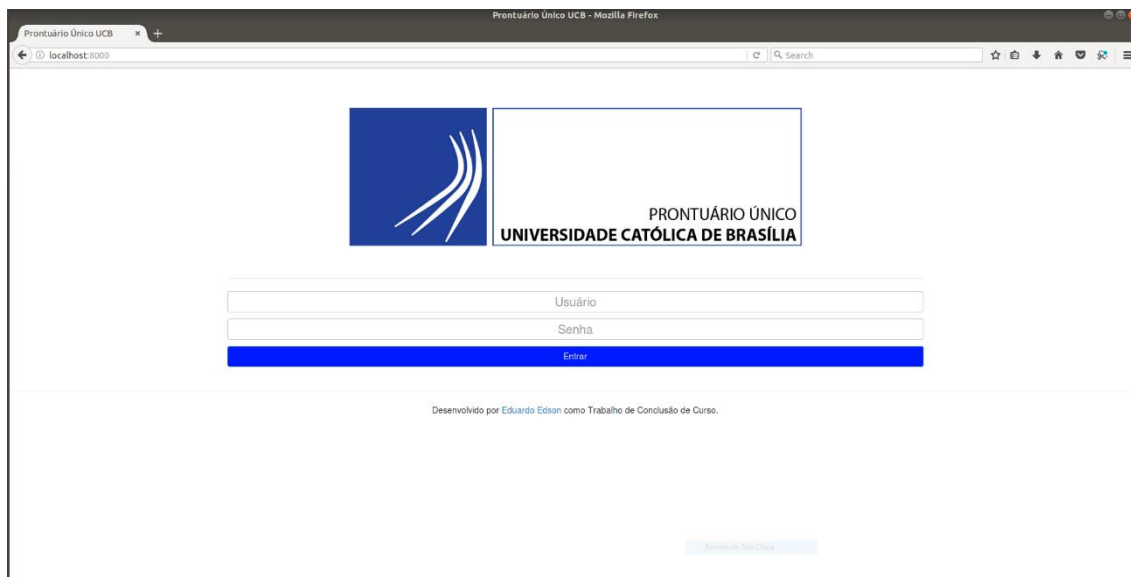 Prontuário Único UCB - Mozilla Firefox
Prontuário Único UCB × +
localhost:8000
Search
PRONTUÁRIO ÚNICO
UNIVERSIDADE CATÓLICA DE BRASÍLIA
Usuário
Senha
Entrar
Desenvolvido por Eduardo Edson como Trabalho de Conclusão de Curso.